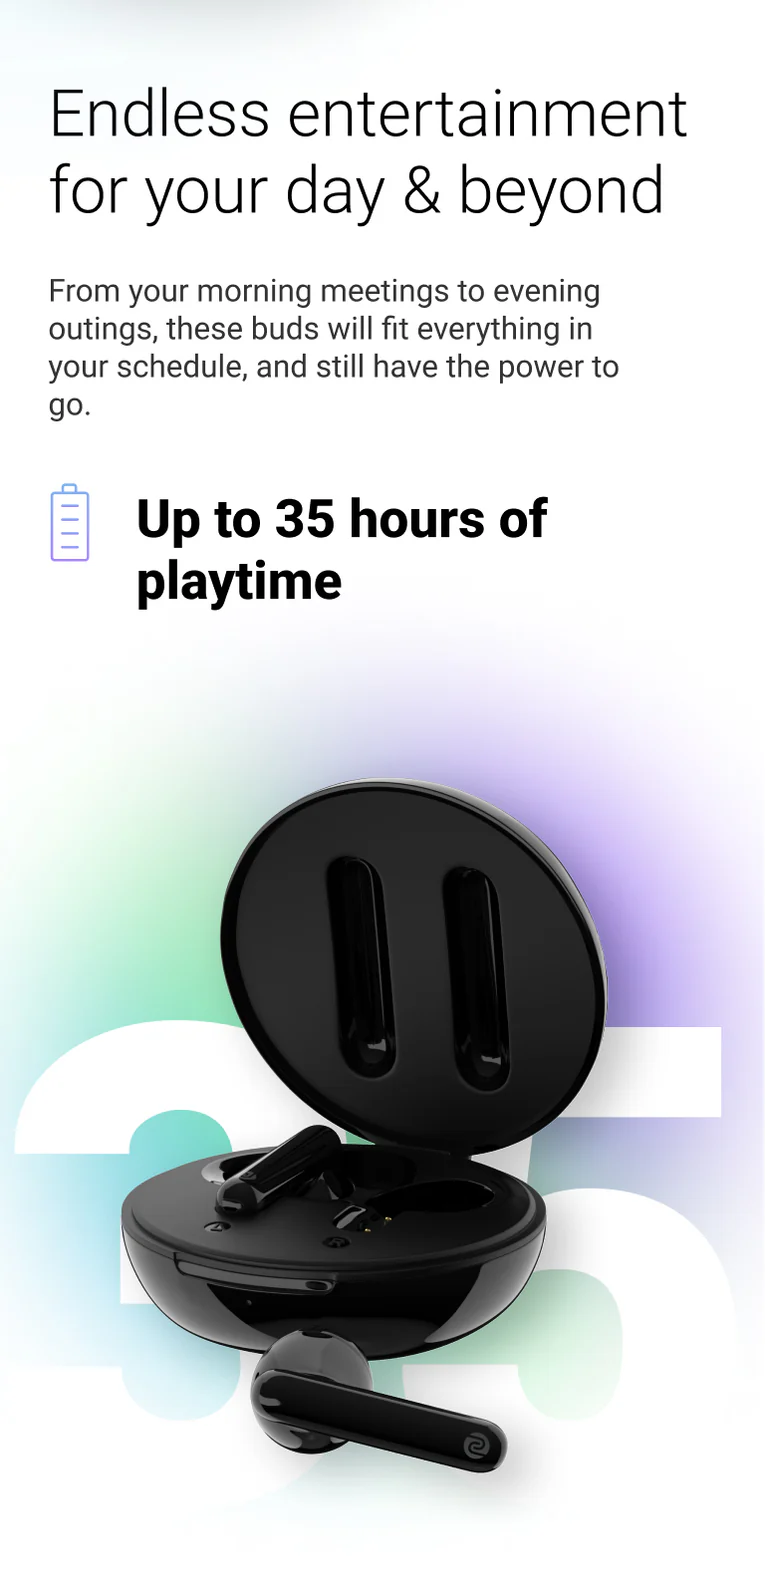 Endless entertainment
for your day & beyond
From your morning meetings to evening
outings, these buds will fit everything in
your schedule, and still have the power to
go.
Up to 35 hours of
playtime
35
L
R